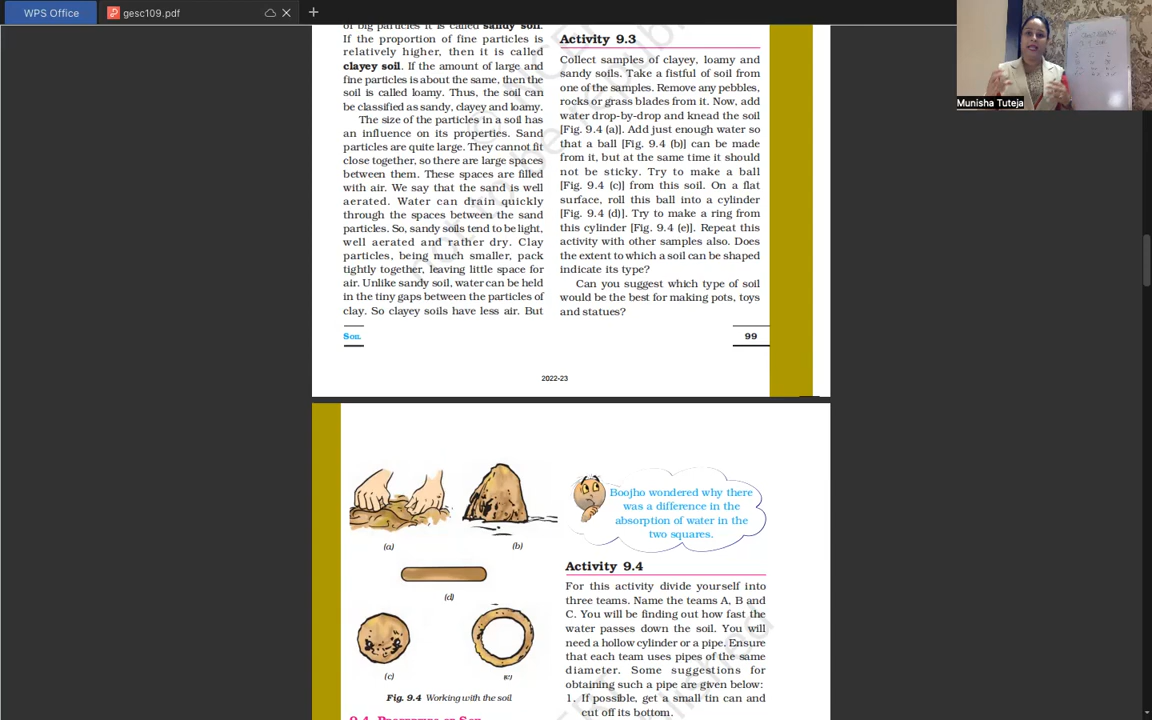 WPS Office
gesc109.pdf
Munisha Tuteja
of big particles it is called sandy soil.
If the proportion of fine particles is
relatively higher, then it is called
clayey soil. If the amount of large and
fine particles is about the same, then the
soil is called loamy. Thus, the soil can
be classified as sandy, clayey and loamy.
The size of the particles in a soil has
an influence on its properties. Sand
particles are quite large. They cannot fit
close together, so there are large spaces
between them. These spaces are filled
with air. We say that the sand is well
aerated. Water can drain quickly
through the spaces between the sand
particles. So, sandy soils tend to be light,
well aerated and rather dry. Clay
particles, being much smaller, pack
tightly together, leaving little space for
air. Unlike sandy soil, water can be held
in the tiny gaps between the particles of
clay. So clayey soils have less air. But
Activity 9.3
Collect samples of clayey, loamy and
sandy soils. Take a fistful of soil from
one of the samples. Remove any pebbles,
rocks or grass blades from it. Now, add
water drop-by-drop and knead the soil
[Fig. 9.4 (a)]. Add just enough water so
that a ball [Fig. 9.4 (b)] can be made
from it, but at the same time it should
not be sticky. Try to make a ball
[Fig. 9.4 (c)] from this soil. On a flat
surface, roll this ball into a cylinder
[Fig. 9.4 (d)]. Try to make a ring from
this cylinder [Fig. 9.4 (e)]. Repeat this
activity with other samples also. Does
the extent to which a soil can be shaped
indicate its type?
Can you suggest which type of soil
would be the best for making pots, toys
and statues?
Soil
99
2022-23
(a)
(b)
(d)
(c)
(e)
Fig. 9.4 Working with the soil
Boojho wondered why there
was a difference in the
absorption of water in the
two squares.
Activity 9.4
For this activity divide yourself into
three teams. Name the teams A, B and
C. You will be finding out how fast the
water passes down the soil. You will
need a hollow cylinder or a pipe. Ensure
that each team uses pipes of the same
diameter. Some suggestions for
obtaining such a pipe are given below:
1. If possible, get a small tin can and
cut off its bottom.